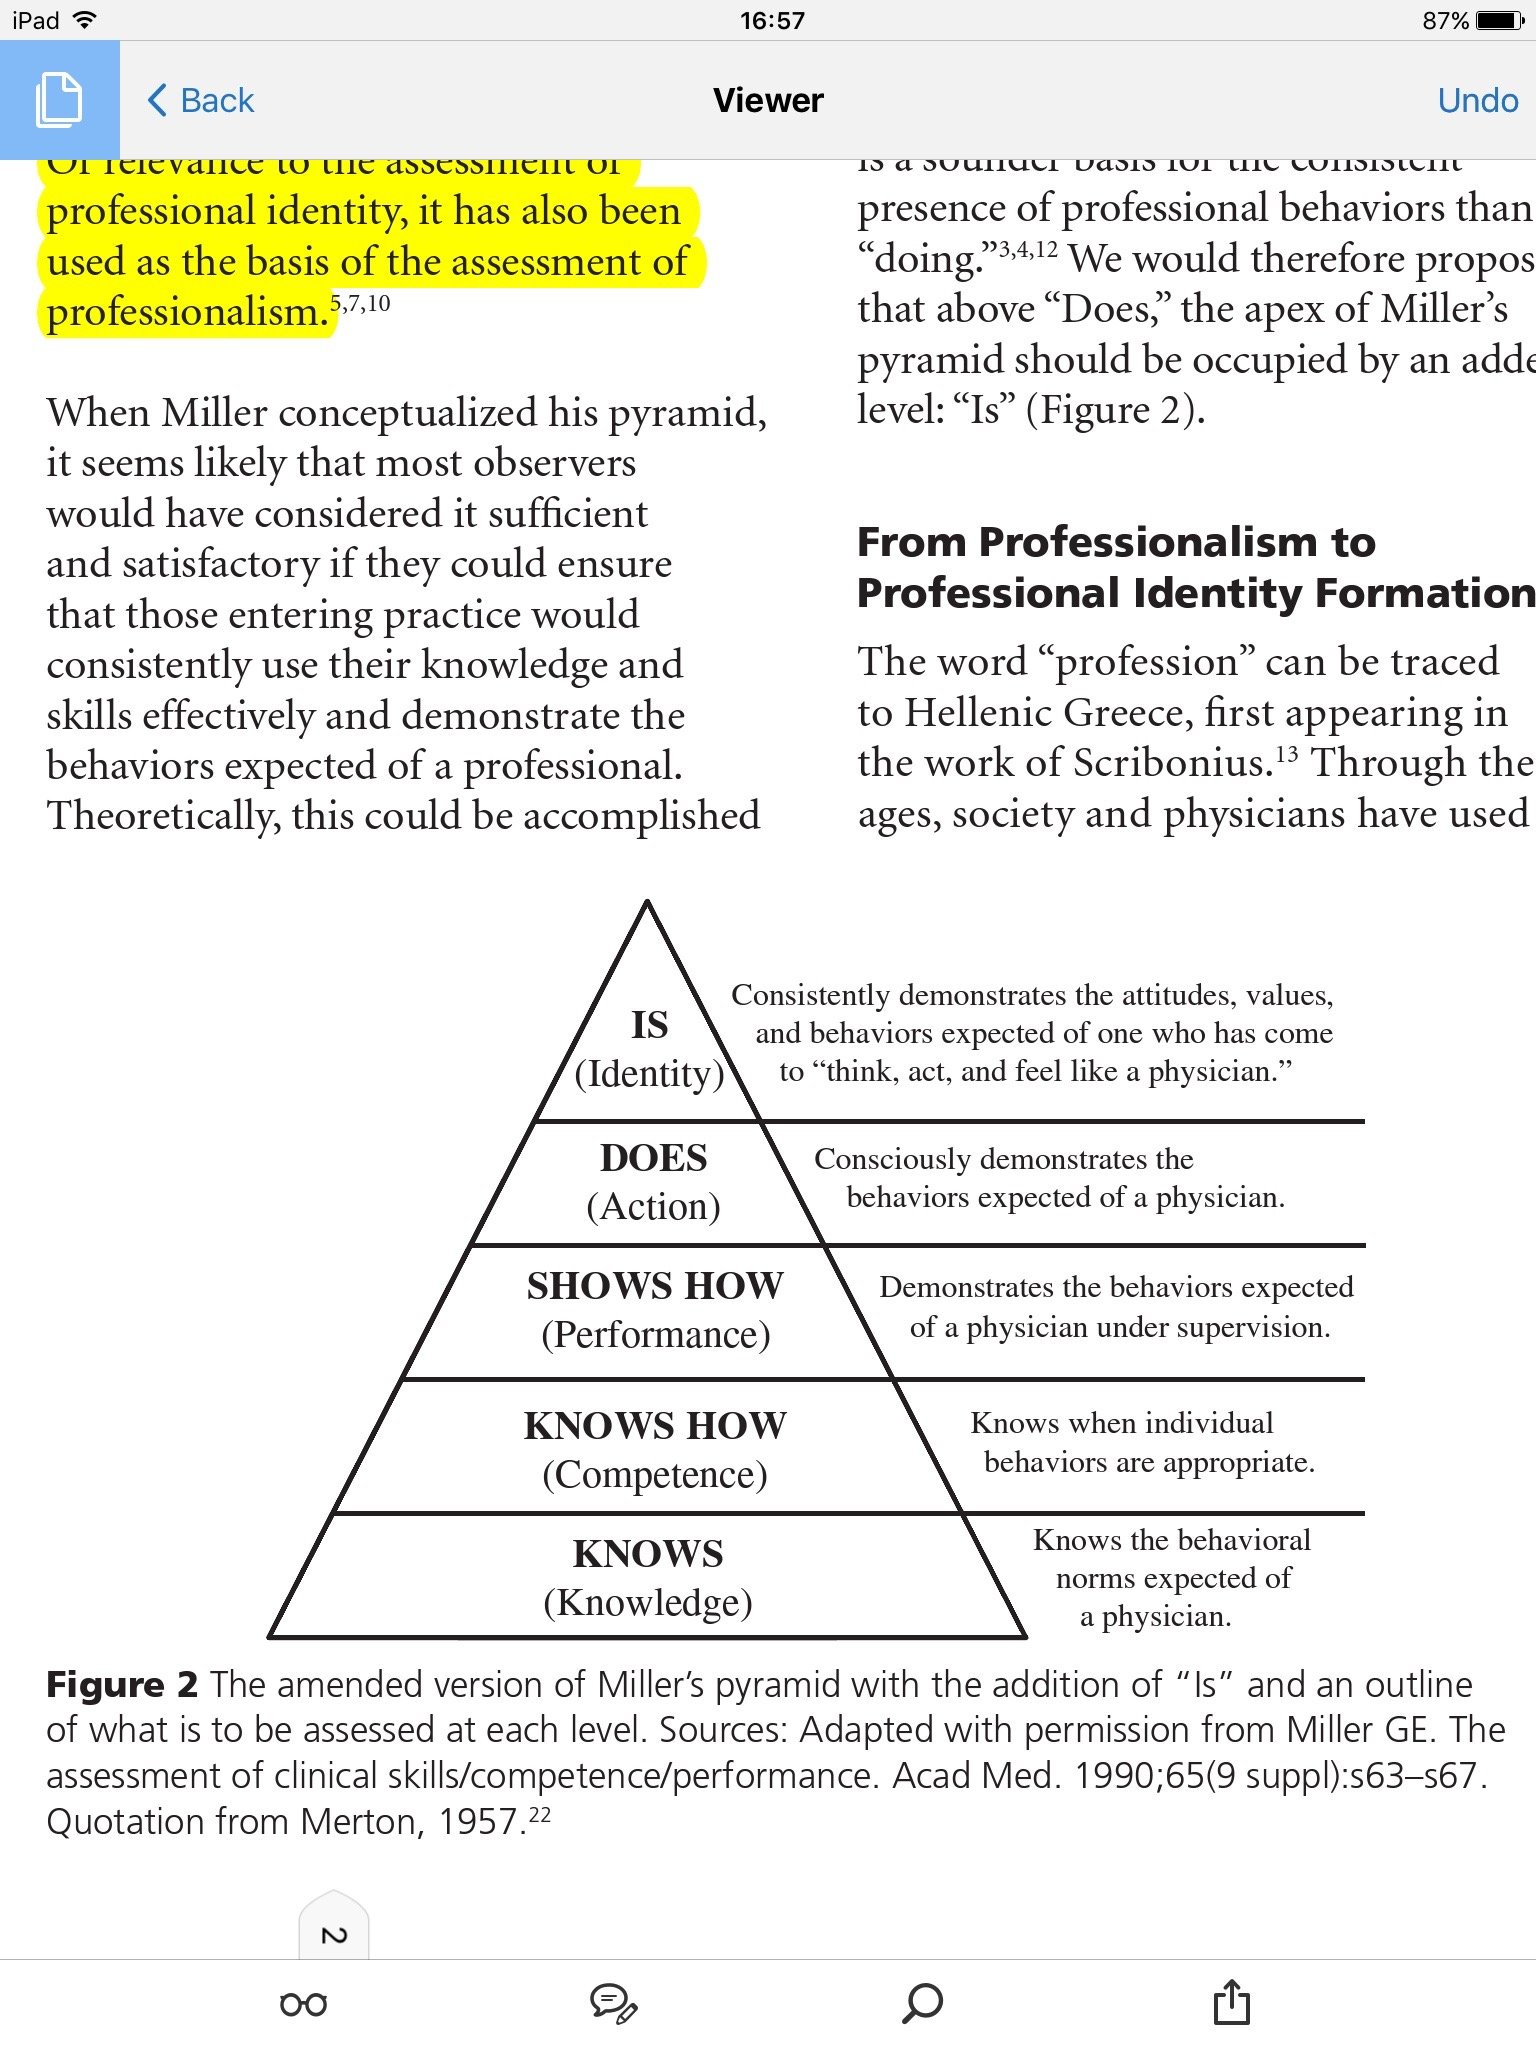 iPad
16:57
87%
Back
Viewer
Undo
Of relevance to the assessment of
professional identity, it has also been
used as the basis of the assessment of
professionalism.5,7,10
When Miller conceptualized his pyramid,
it seems likely that most observers
would have considered it sufficient
and satisfactory if they could ensure
that those entering practice would
consistently use their knowledge and
skills effectively and demonstrate the
behaviors expected of a professional.
Theoretically, this could be accomplished
is a sounder basis for the consistent
presence of professional behaviors than
“doing.”3,4,12 We would therefore propos
that above “Does,” the apex of Miller’s
pyramid should be occupied by an adde
level: “Is” (Figure 2).
From Professionalism to
Professional Identity Formation
The word “profession” can be traced
to Hellenic Greece, first appearing in
the work of Scribonius.13 Through the
ages, society and physicians have used
IS
(Identity)
Consistently demonstrates the attitudes, values,
and behaviors expected of one who has come
to “think, act, and feel like a physician.”
DOES
(Action)
Consciously demonstrates the
behaviors expected of a physician.
SHOWS HOW
(Performance)
Demonstrates the behaviors expected
of a physician under supervision.
KNOWS HOW
(Competence)
Knows when individual
behaviors are appropriate.
KNOWS
(Knowledge)
Knows the behavioral
norms expected of
a physician.
Figure 2 The amended version of Miller’s pyramid with the addition of “Is” and an outline
of what is to be assessed at each level. Sources: Adapted with permission from Miller GE. The
assessment of clinical skills/competence/performance. Acad Med. 1990;65(9 suppl):s63–s67.
Quotation from Merton, 1957.22
2